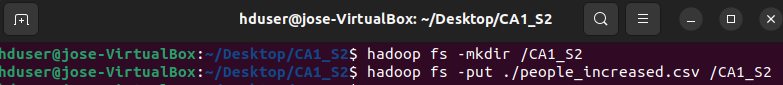 hduser@jose-VirtualBox: ~/Desktop/CA1_S2
hduser@jose-VirtualBox:~/Desktop/CA1_S2$ hadoop fs -mkdir /CA1_S2
hduser@jose-VirtualBox:~/Desktop/CA1_S2$ hadoop fs -put ./people_increased.csv /CA1_S2